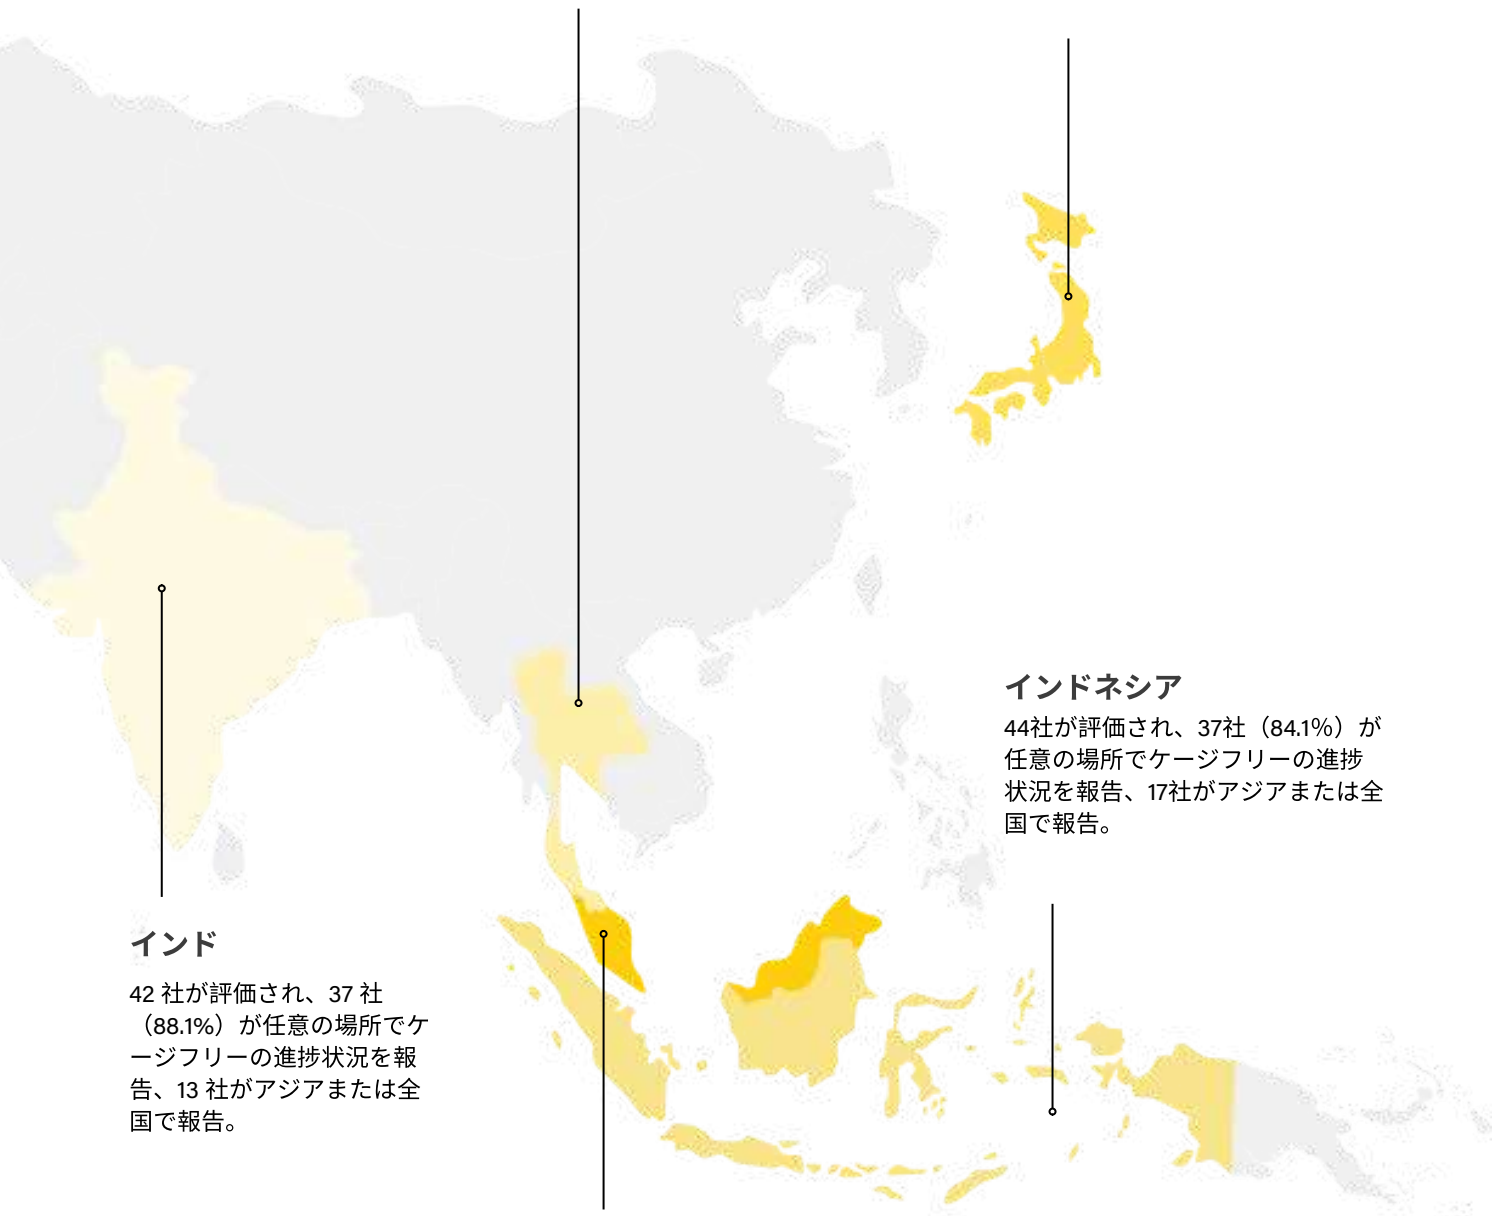 インドネシア
44社が評価され、37社（84.1％）が
任意の場所でケージフリーの進捗
状況を報告、17社がアジアまたは全
国で報告。
インド
42 社が評価され、37 社
（88.1%）が任意の場所でケ
ージフリーの進捗状況を報
告、13 社がアジアまたは全
国で報告。